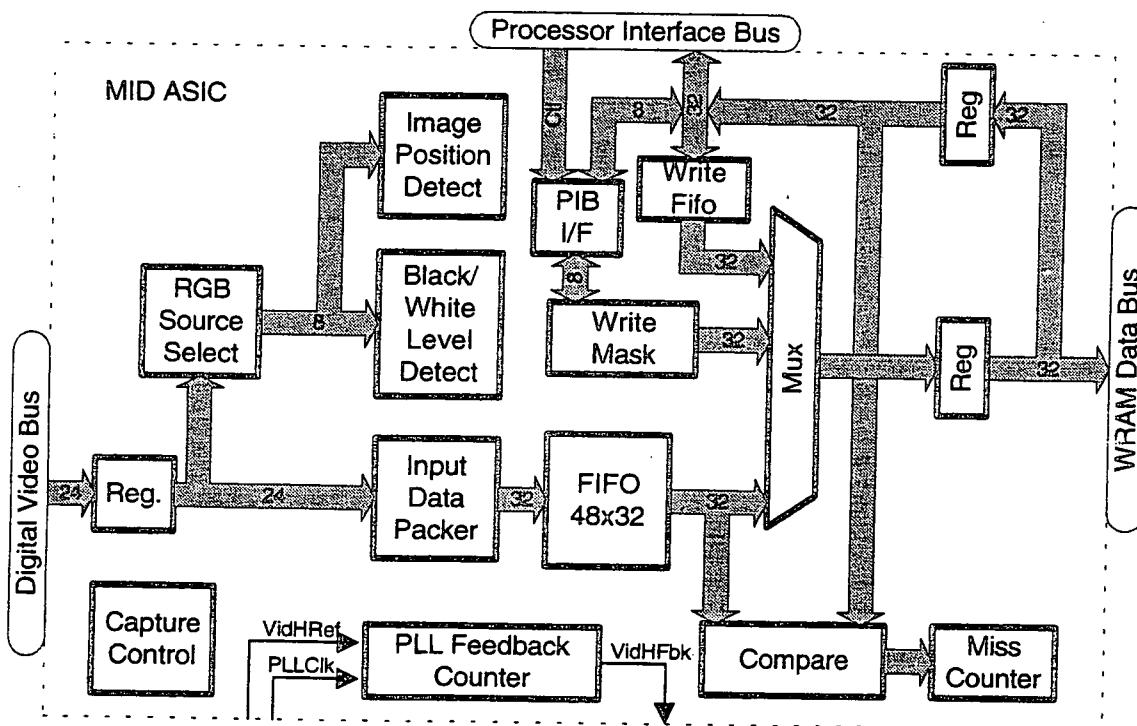 Processor Interface Bus
MID ASIC
Image
Position
Detect
8
32
32
Reg
32
PIB
I/F
Write
Fifo
RGB
Source
Select
8
Black/
White
Level
Detect
8
32
Write
Mask
32
Mux
Reg
32
WRAM Data Bus
Digital Video Bus
24
Reg.
24
Input
Data
Packer
32
FIFO
48x32
32
Capture
Control
VidHRef
PLLClk
PLL Feedback
Counter
VidHFbk
Compare
Miss
Counter